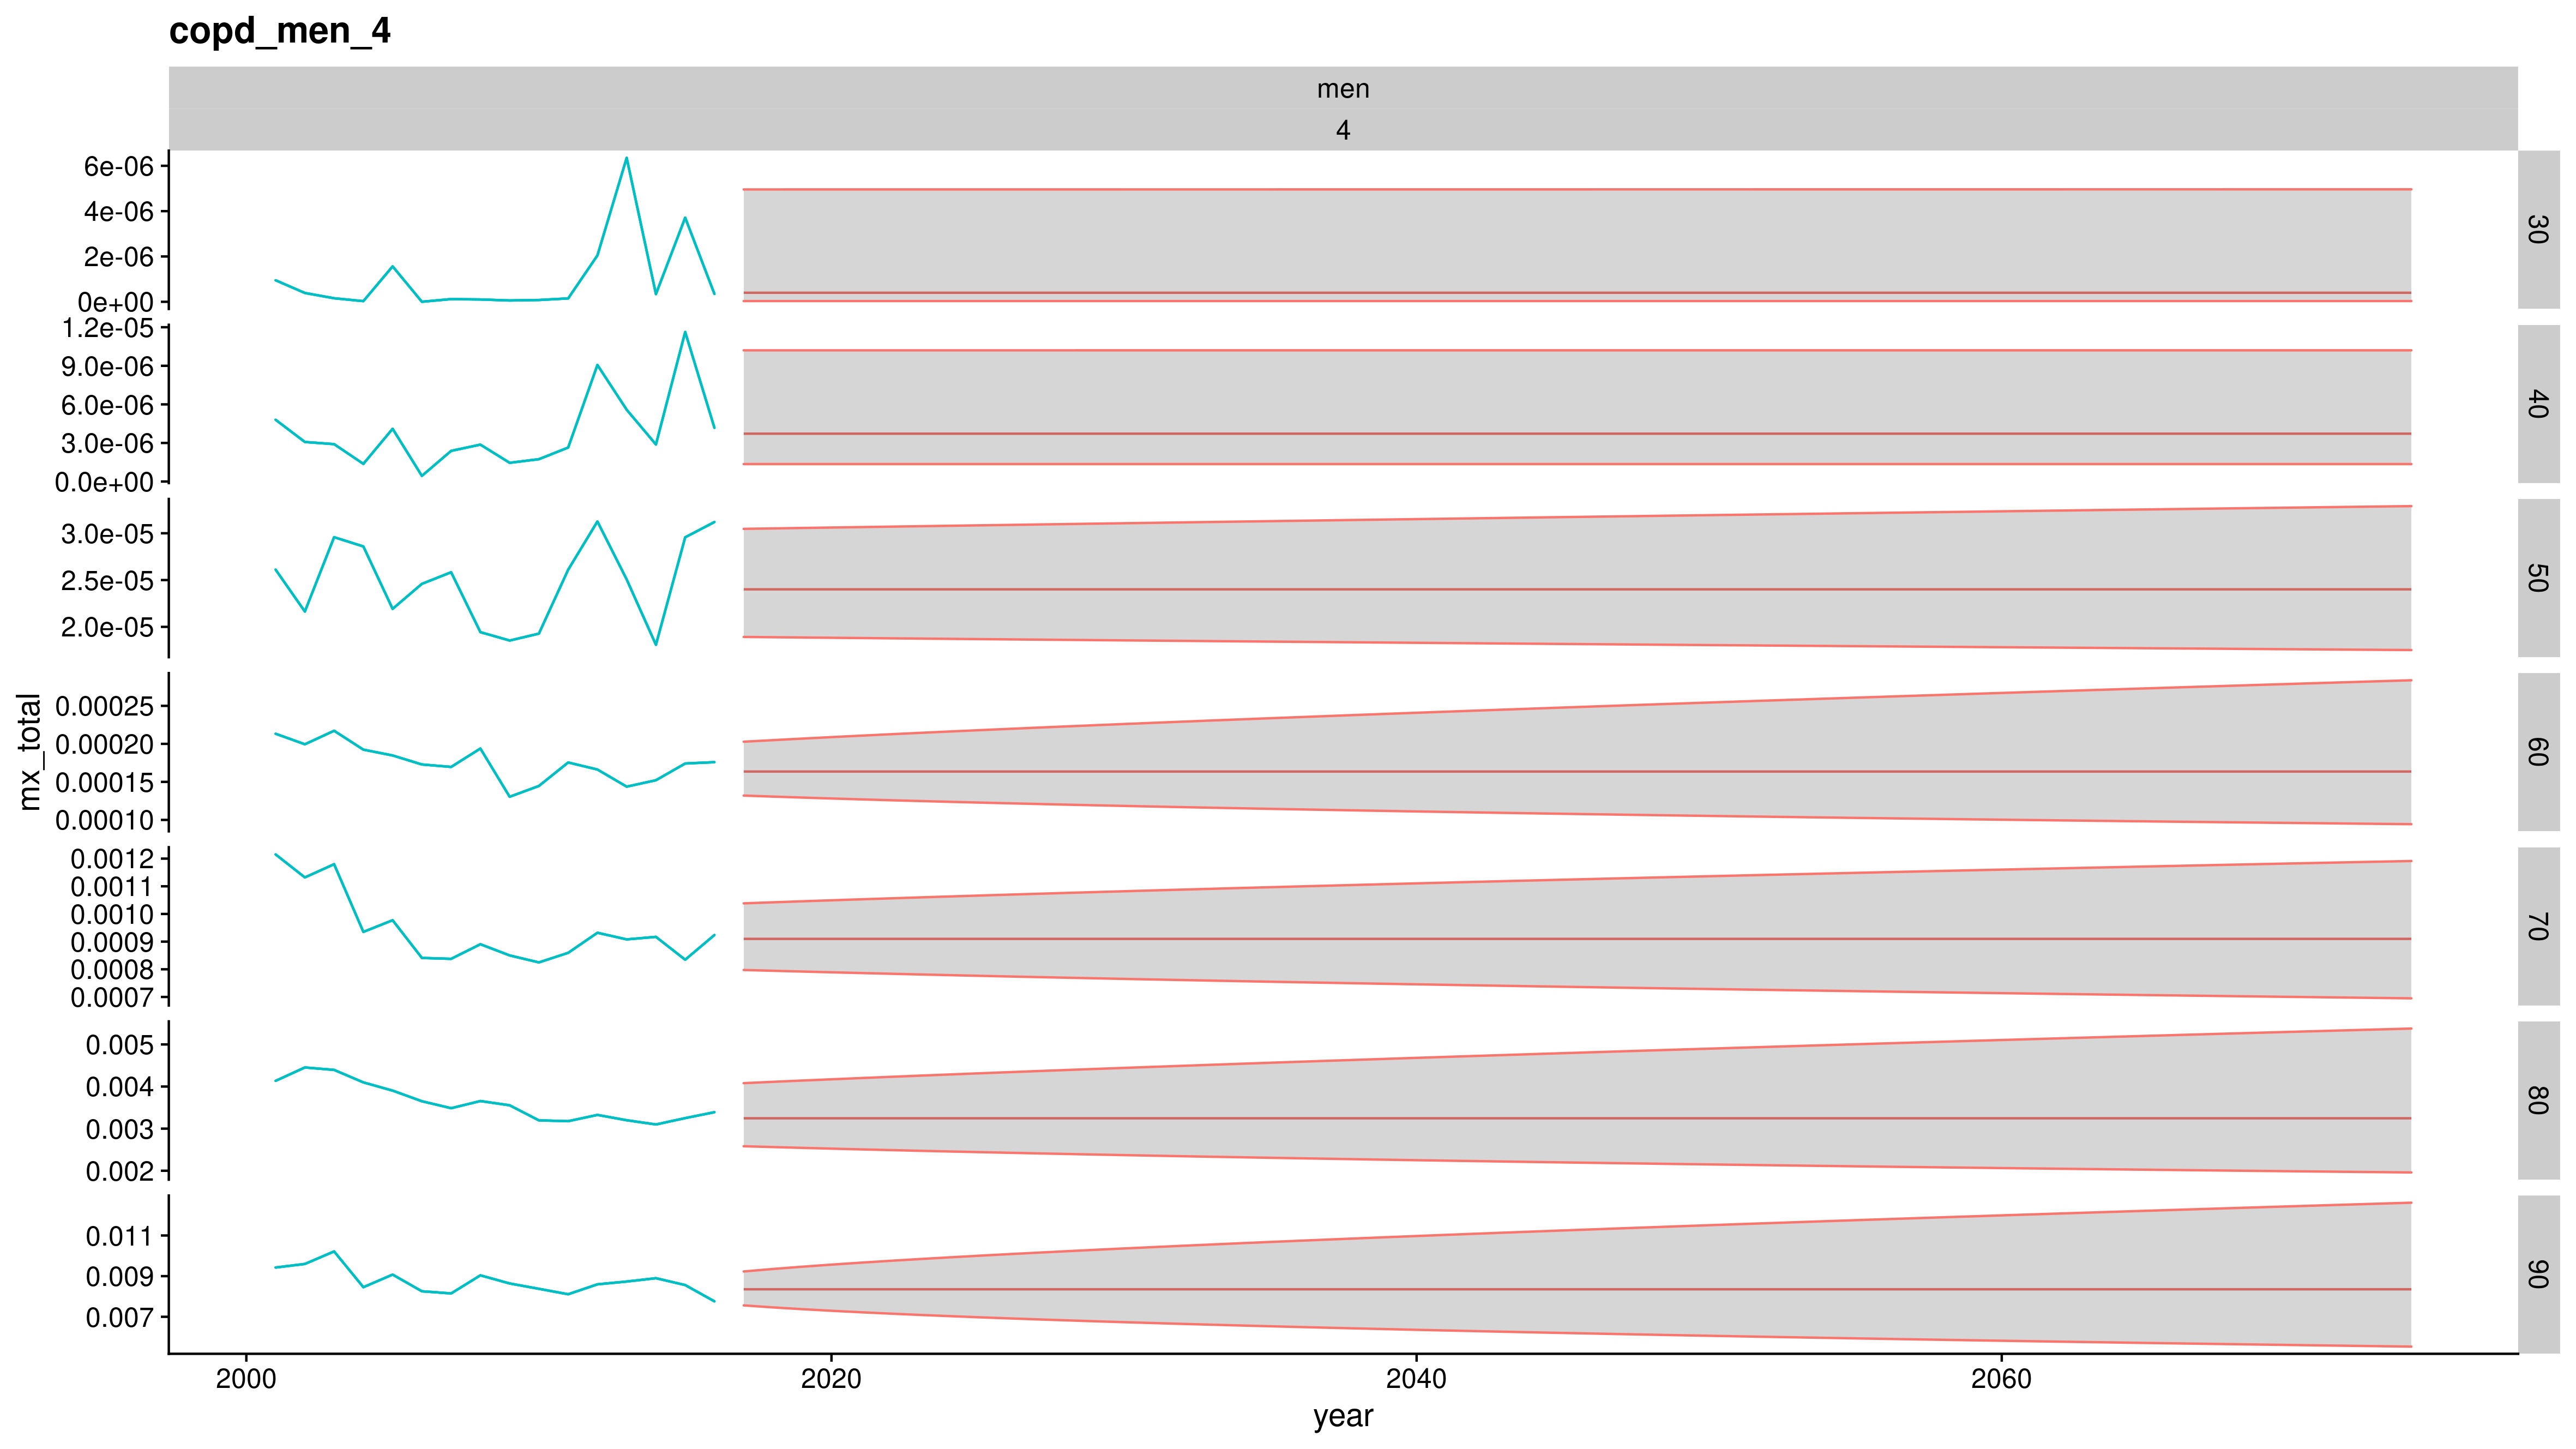 copd_men_4
men
4
6e-06
4e-06
2e-06
0e+00
30
1.2e-05
9.0e-06
6.0e-06
3.0e-06
0.0e+00
40
3.0e-05
2.5e-05
2.0e-05
50
mx_total
0.00025
0.00020
0.00015
0.00010
60
0.0012
0.0011
0.0010
0.0009
0.0008
0.0007
70
0.005
0.004
0.003
0.002
80
0.011
0.009
0.007
90
2000 2020 2040 2060
year